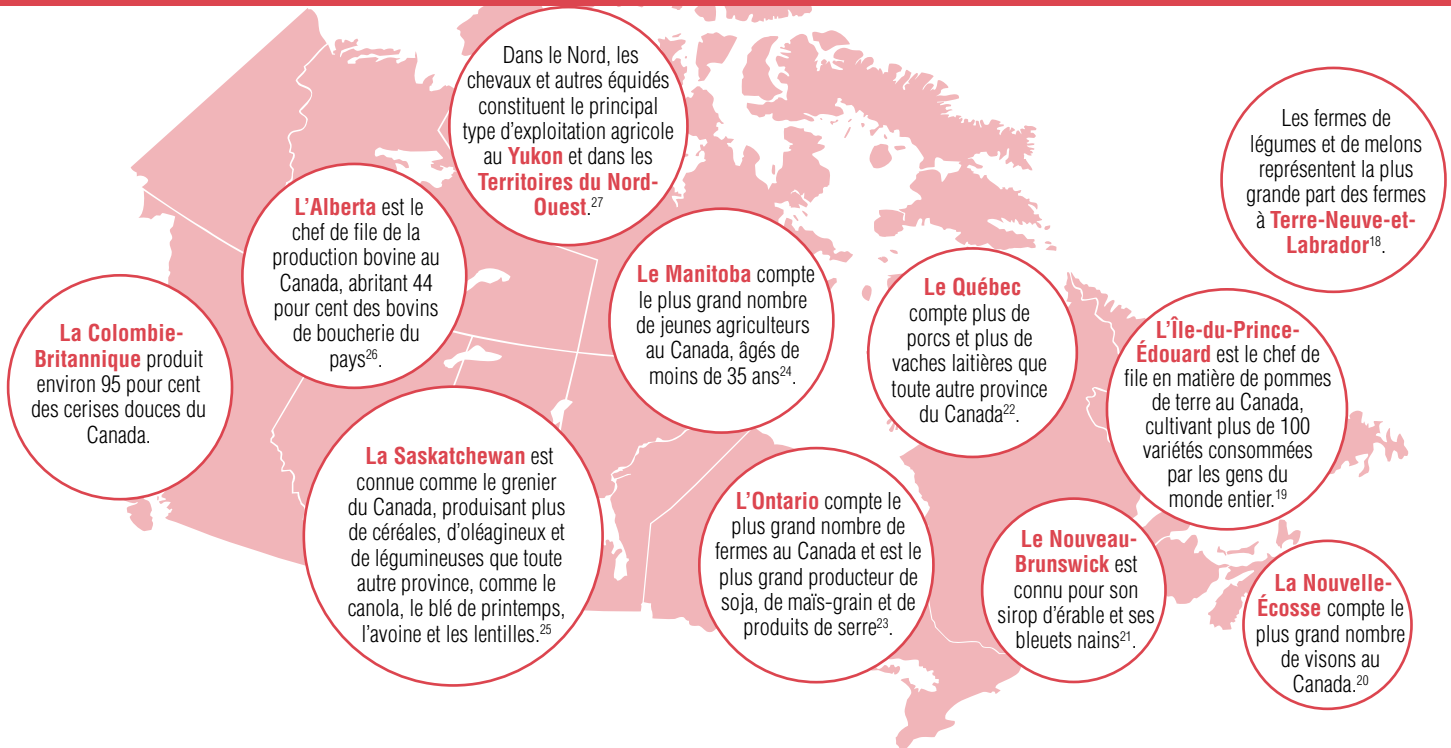 Dans le Nord, les
chevaux et autres équidés
constituent le principal
type d’exploitation agricole
au Yukon et dans les
Territoires du Nord-
Ouest.27
Les fermes de
légumes et de melons
représentent la plus
grande part des fermes
à Terre-Neuve-et-
Labrador18.
L’Alberta est le
chef de file de la
production bovine au
Canada, abritant 44
pour cent des bovins
de boucherie du
pays26.
Le Manitoba compte
le plus grand nombre
de jeunes agriculteurs
au Canada, âgés de
moins de 35 ans24.
Le Québec
compte plus de
porcs et plus de
vaches laitières que
toute autre province
du Canada22.
La Colombie-
Britannique produit
environ 95 pour cent
des cerises douces du
Canada.
L’Île-du-Prince-
Édouard est le chef de
file en matière de pommes
de terre au Canada,
cultivant plus de 100
variétés consommées
par les gens du
monde entier.19
La Saskatchewan est
connue comme le grenier
du Canada, produisant plus
de céréales, d’oléagineux et
de légumineuses que toute
autre province, comme le
canola, le blé de printemps,
l’avoine et les lentilles.25
L’Ontario compte le
plus grand nombre de
fermes au Canada et est le
plus grand producteur de
soja, de maïs-grain et de
produits de serre23.
Le Nouveau-
Brunswick est
connu pour son
sirop d’érable et ses
bleuets nains21.
La Nouvelle-
Écosse compte le
plus grand nombre
de visons au
Canada.20